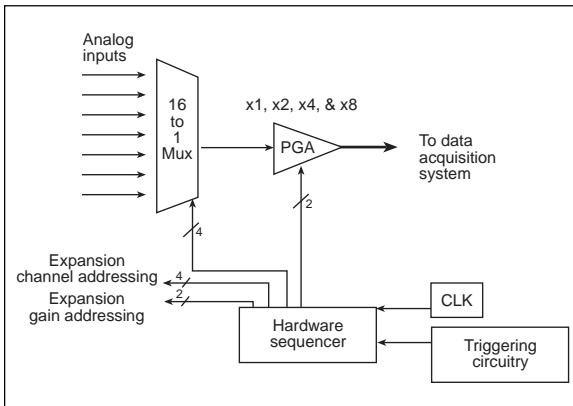 Analog
inputs
16
to
1
Mux
x1, x2, x4, & x8
PGA
To data
acquisition
system
4
2
Expansion
channel addressing
4
Expansion
gain addressing
2
Hardware
sequencer
CLK
Triggering
circuitry